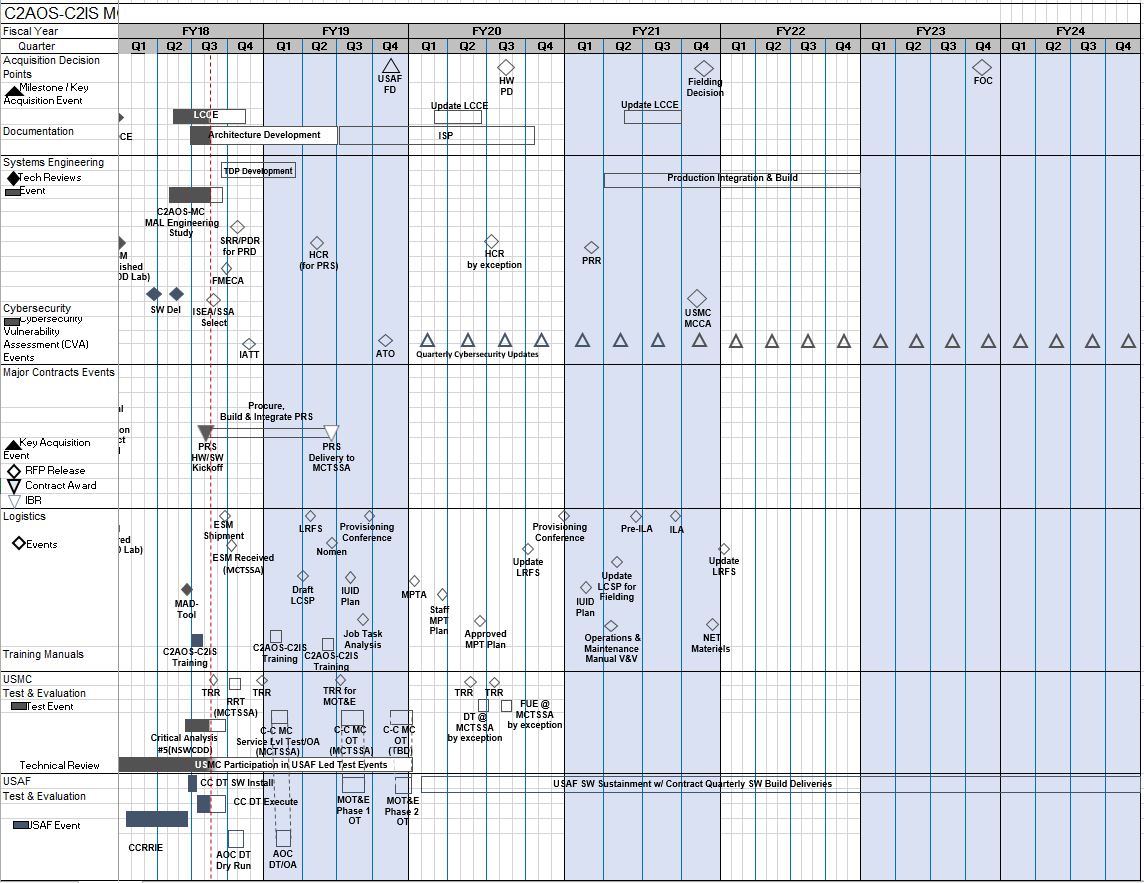 C2AOS-C2IS M
Fiscal Year FY18 FY19 FY20 FY21 FY22 FY23 FY24
Quarter Q1 Q2 Q3 Q4 Q1 Q2 Q3 Q4 Q1 Q2 Q3 Q4 Q1 Q2 Q3 Q4 Q1 Q2 Q3 Q4 Q1 Q2 Q3 Q4 Q1 Q2 Q3 Q4
Acquisition Decision
Points
Milestone / Key
Acquisition Event
USAF
FD
HW
PD
Fielding
Decision
FOC
LCCE
Update LCCE
Update LCCE
Documentation
CE
Architecture Development
ISP
Systems Engineering
Tech Reviews
Event
TDP Development
Production Integration & Build
C2AOS-MC
MAL Engineering
Study
SRR/PDR
for PRD
HCR
(for PRS)
HCR
by exception
PRR
M
ished
DD Lab)
FMECA
SW Del
ISEA/SSA
Select
USMC
MCCA
Cybersecurity
Cybersecurity
Vulnerability
Assessment (CVA)
Events
IATT
ATO
Quarterly Cybersecurity Updates
Major Contracts Events
Procure,
Build & Integrate PRS
al
on
ct
PRS
HW/SW
Kickoff
PRS
Delivery to
MCTSSA
Key Acquisition
Event
RFP Release
Contract Award
IBR
Logistics
Events
red
D Lab)
ESM
Shipment
ESM Received
(MCTSSA)
LRFS
Nomen
Provisioning
Conference
Provisioning
Conference
Pre-ILA
ILA
Update
LRFS
Update
LRFS
MAD-
Tool
Draft
LCSP
IUID
Plan
MPTA
Staff
MPT
Plan
Update
LCSP for
Fielding
IUID
Plan
Job Task
Analysis
Approved
MPT Plan
Operations &
Maintenance
Manual V&V
NET
Materiels
Training Manuals
C2AOS-C2IS
Training
C2AOS-C2IS
Training
C2AOS-C2IS
Training
USMC
Test & Evaluation
Test Event
TRR
RRT
(MCTSSA)
TRR
TRR for
MOT&E
TRR
TRR
DT @
MCTSSA
by exception
FUE @
MCTSSA
by exception
Critical Analysis
#5(NSWCDD)
C-C MC
Service Lvl Test/OA
(MCTSSA)
C-C MC
OT
(MCTSSA)
C-C MC
OT
(TBD)
Technical Review
USMC Participation in USAF Led Test Events
USAF
Test & Evaluation
USAF Event
CC DT SW Install
CC DT Execute
USAF SW Sustainment w/ Contract Quarterly SW Build Deliveries
MOT&E
Phase 1
OT
MOT&E
Phase 2
OT
CCRRIE
AOC DT
Dry Run
AOC
DT/OA